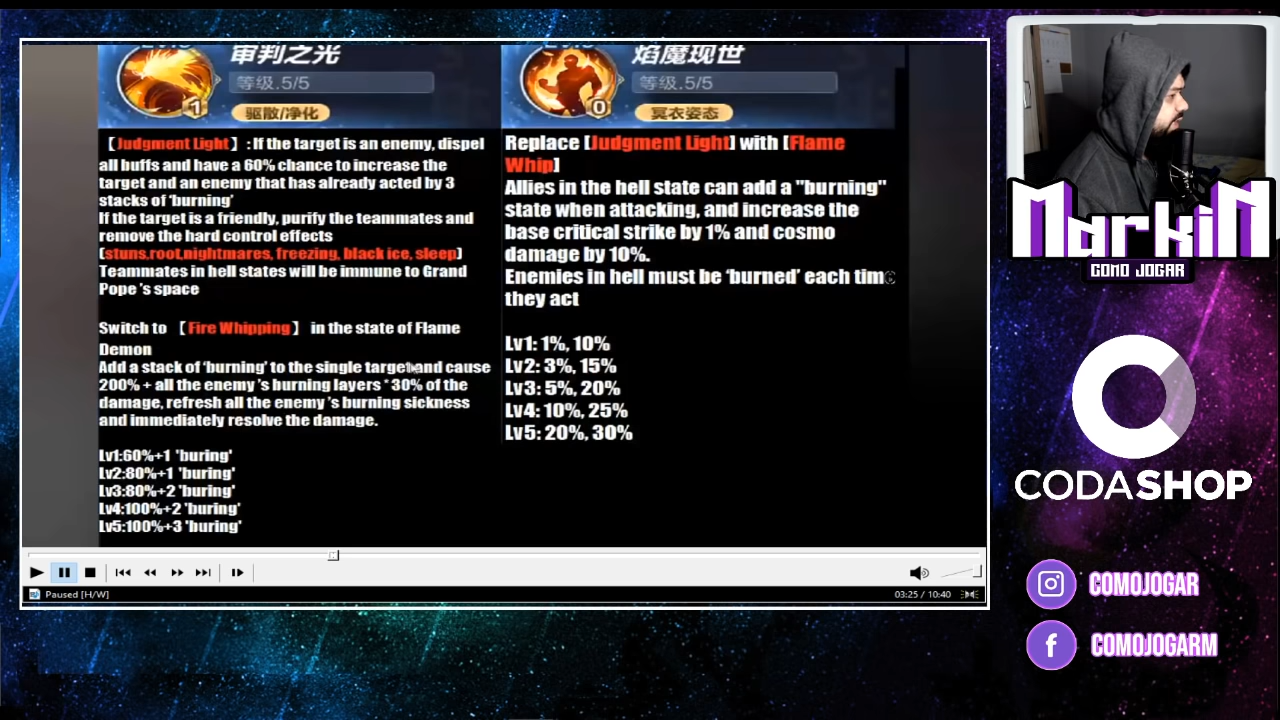 审判之光
等级.5/5
1
驱散/净化
【Judgment Light】: If the target is an enemy, dispel
all buffs and have a 60% chance to increase the
target and an enemy that has already acted by 3
stacks of 'burning'
If the target is a friendly, purify the teammates and
remove the hard control effects
[stuns,root,nightmares, freezing, black ice, sleep]
Teammates in hell states will be immune to Grand
Pope 's space
Switch to 【Fire Whipping】 in the state of Flame
Demon
Add a stack of 'burning' to the single target and cause
200% + all the enemy 's burning layers * 30% of the
damage, refresh all the enemy 's burning sickness
and immediately resolve the damage.
Lv1:60%+1 'buring'
Lv2:80%+1 'buring'
Lv3:80%+2 'buring'
Lv4:100%+2 'buring'
Lv5:100%+3 'buring'
焰魔现世
等级.5/5
0
冥衣姿态
Replace [Judgment Light] with [Flame
Whip]
Allies in the hell state can add a "burning"
state when attacking, and increase the
base critical strike by 1% and cosmo
damage by 10%.
Enemies in hell must be 'burned' each time
they act
Lv1: 1%, 10%
Lv2: 3%, 15%
Lv3: 5%, 20%
Lv4: 10%, 25%
Lv5: 20%, 30%
Paused [H/W]
03:25 / 10:40
MarkiN
COMO JOGAR
CODASHOP
COMOJOGAR
COMOJOGARM